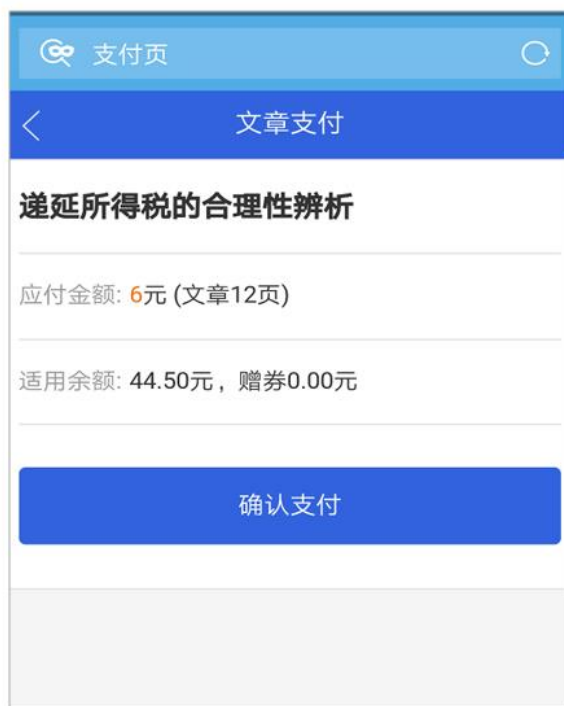 支付页
文章支付
递延所得税的合理性辨析
应付金额: 6元 (文章12页)
适用余额: 44.50元，赠券0.00元
确认支付